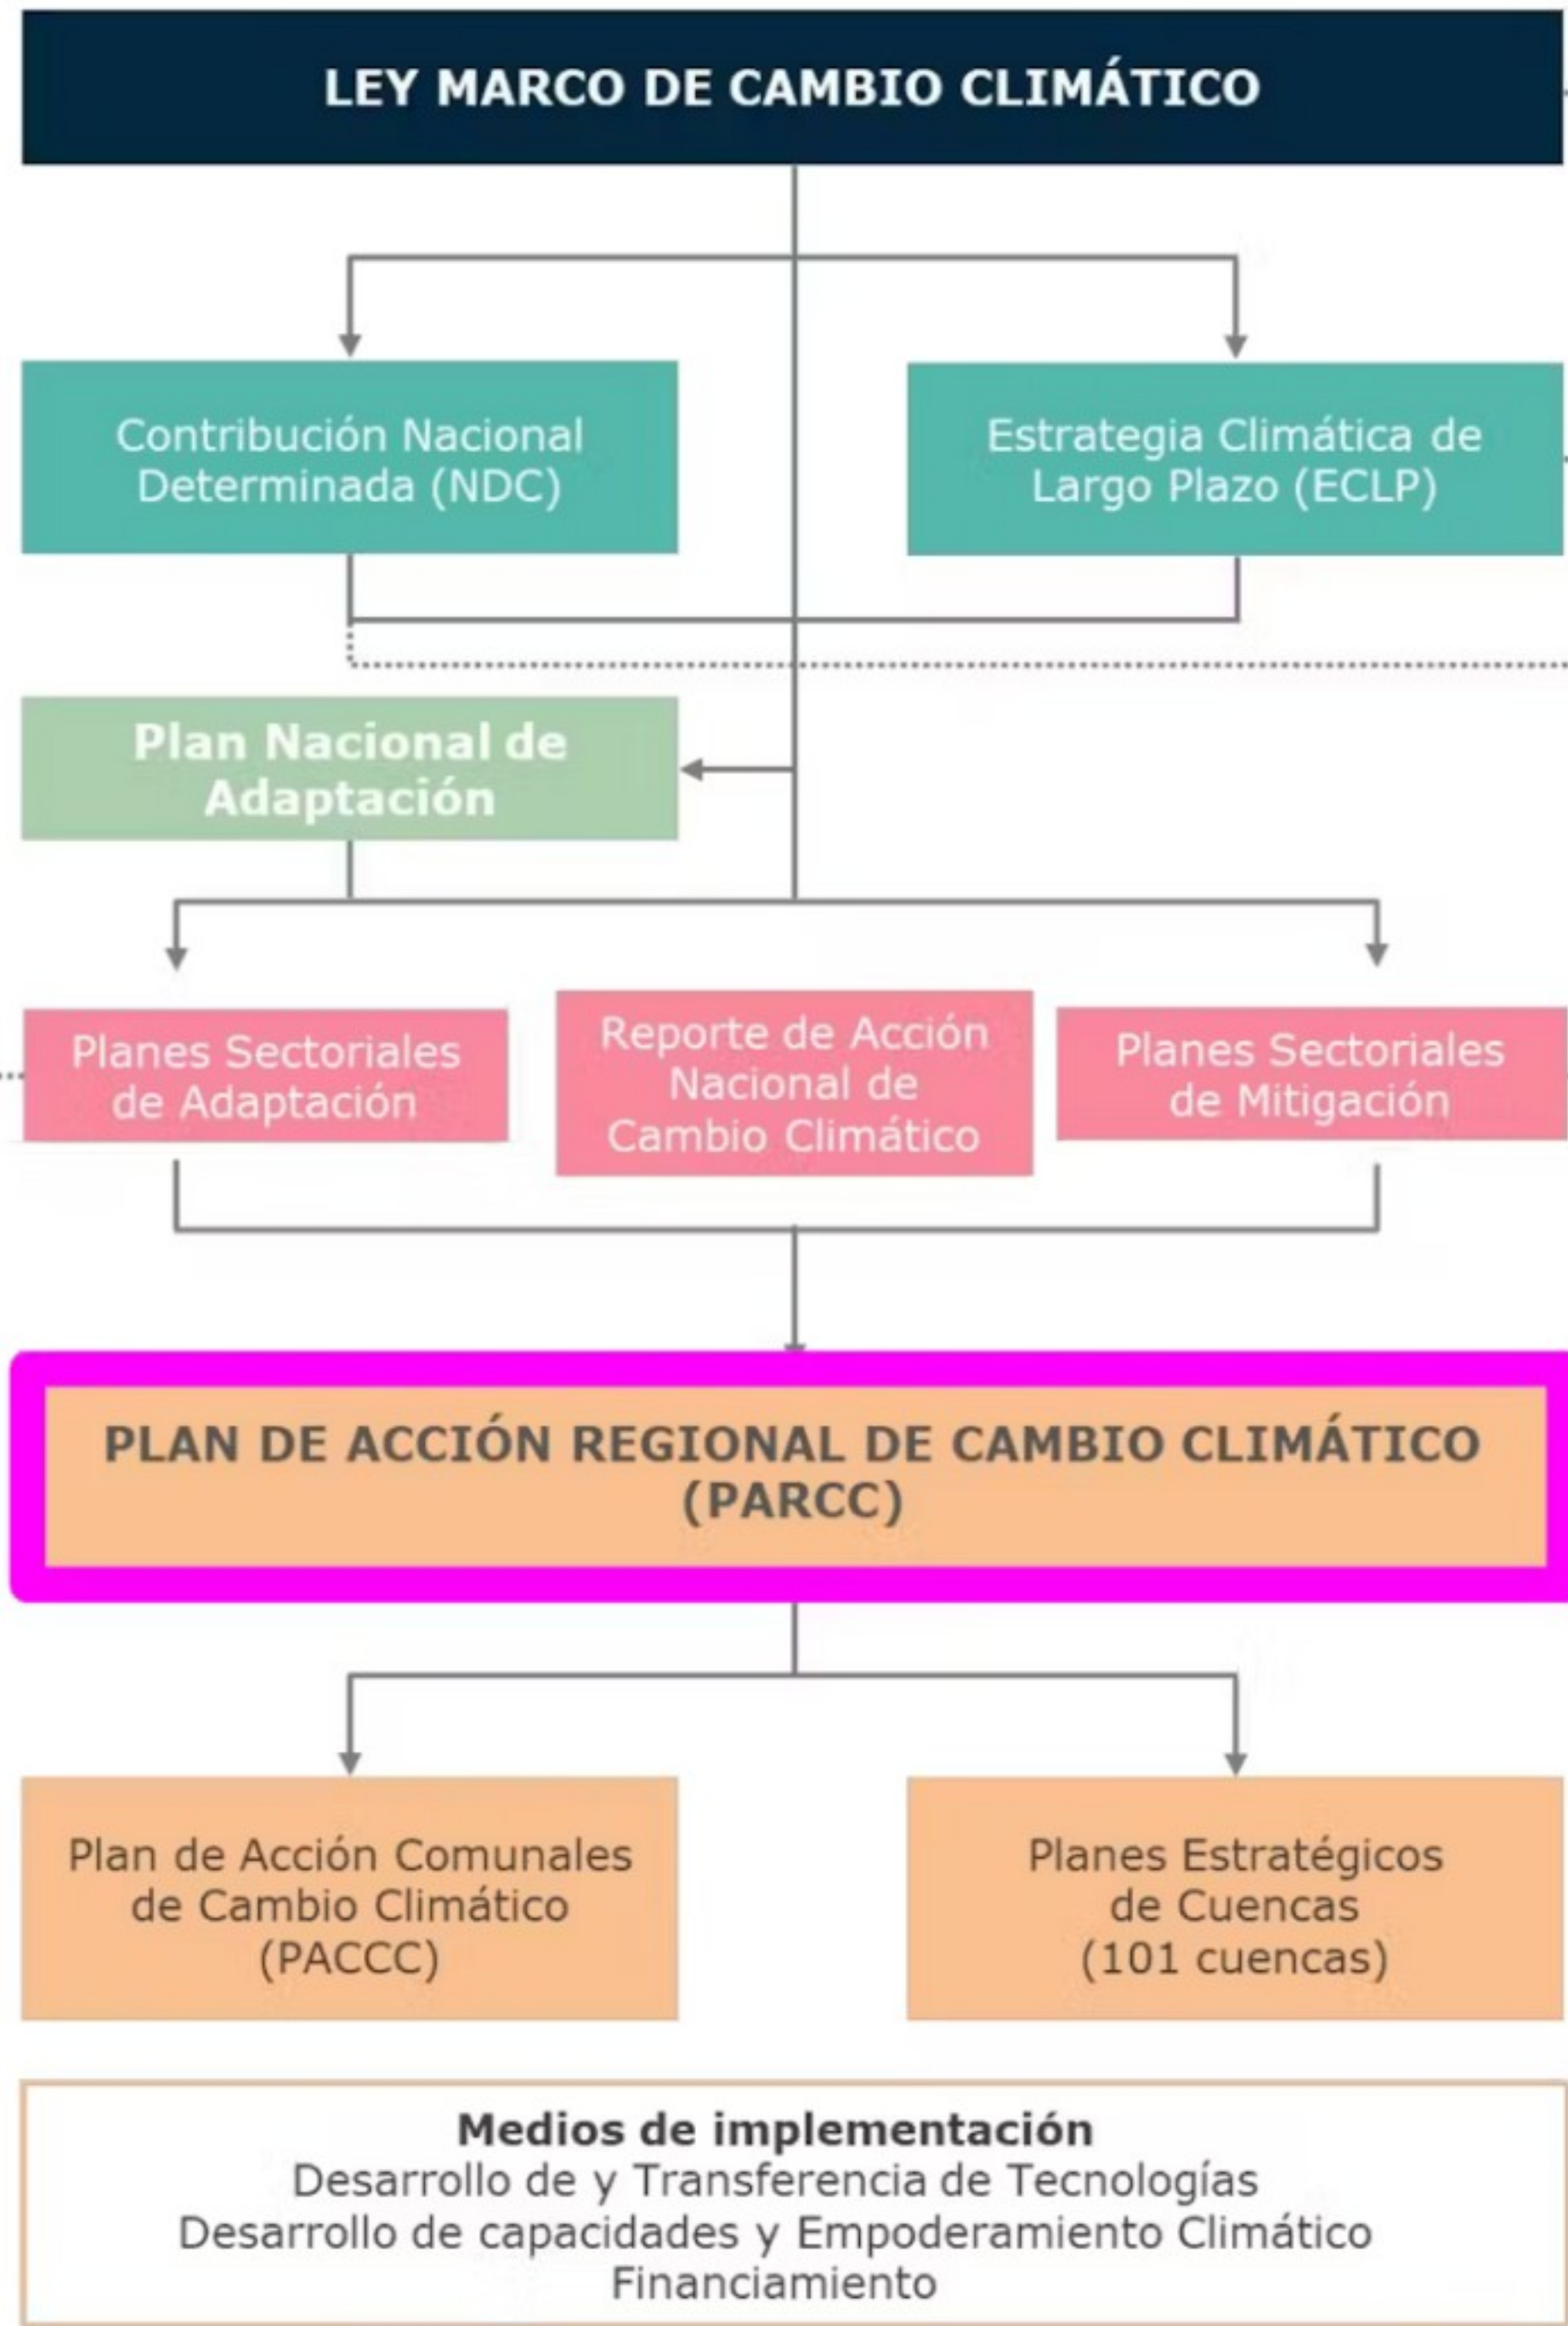 LEY MARCO DE CAMBIO CLIMÁTICO
Contribución Nacional
Determinada (NDC)
Estrategia Climática de
Largo Plazo (ECLP)
Plan Nacional de
Adaptación
Planes Sectoriales
de Adaptación
Reporte de Acción
Nacional de
Cambio Climático
Planes Sectoriales
de Mitigación
PLAN DE ACCIÓN REGIONAL DE CAMBIO CLIMÁTICO
(PARCC)
Plan de Acción Comunales
de Cambio Climático
(PACCC)
Planes Estratégicos
de Cuencas
(101 cuencas)
Medios de implementación
Desarrollo de y Transferencia de Tecnologías
Desarrollo de capacidades y Empoderamiento Climático
Financiamiento